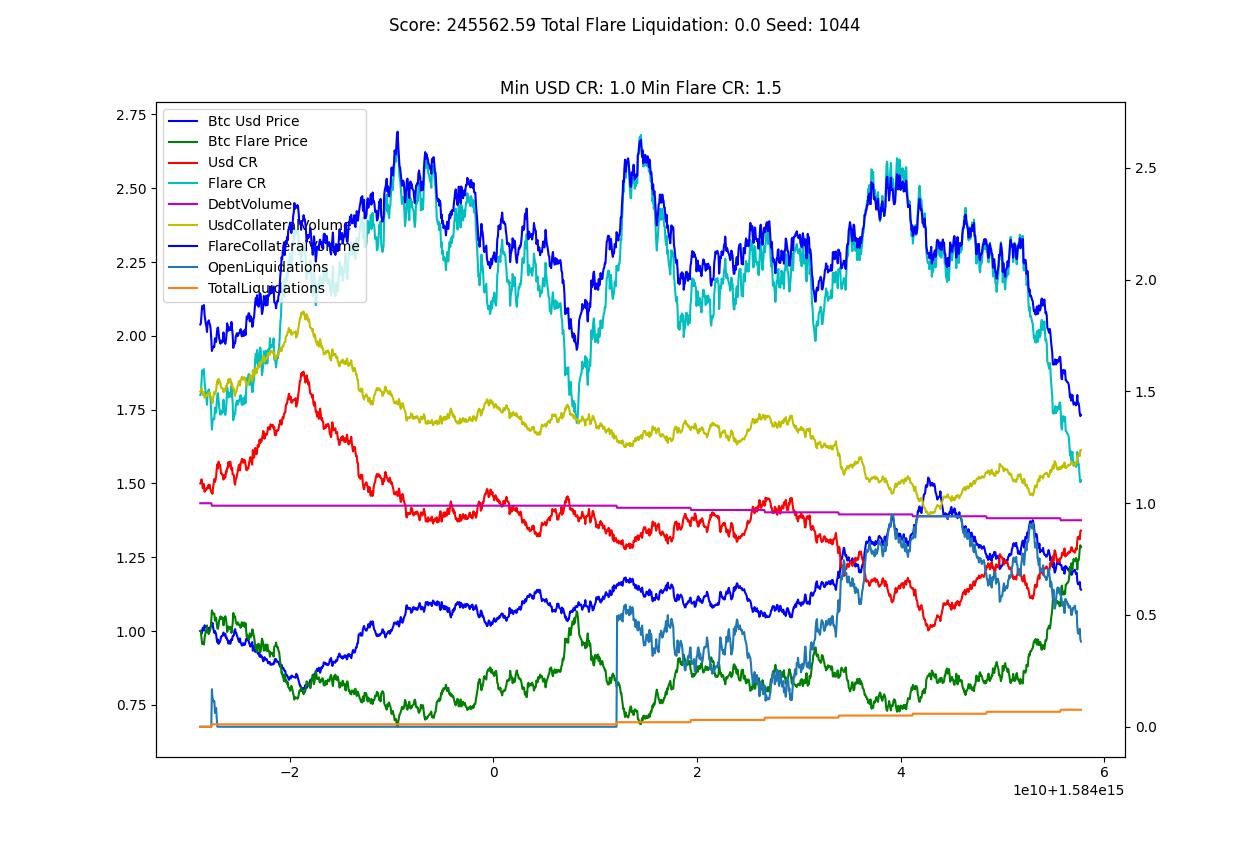 Score: 245562.59 Total Flare Liquidation: 0.0 Seed: 1044
Min USD CR: 1.0 Min Flare CR: 1.5
2.75
2.50
2.25
2.00
1.75
1.50
1.25
1.00
0.75
Btc Usd Price
Btc Flare Price
Usd CR
Flare CR
DebtVolume
UsdCollateralVolume
FlareCollateralVolume
OpenLiquidations
TotalLiquidations
2.5
2.0
1.5
1.0
0.5
0.0
−2 0 2 4 6
1e10+1.584e15